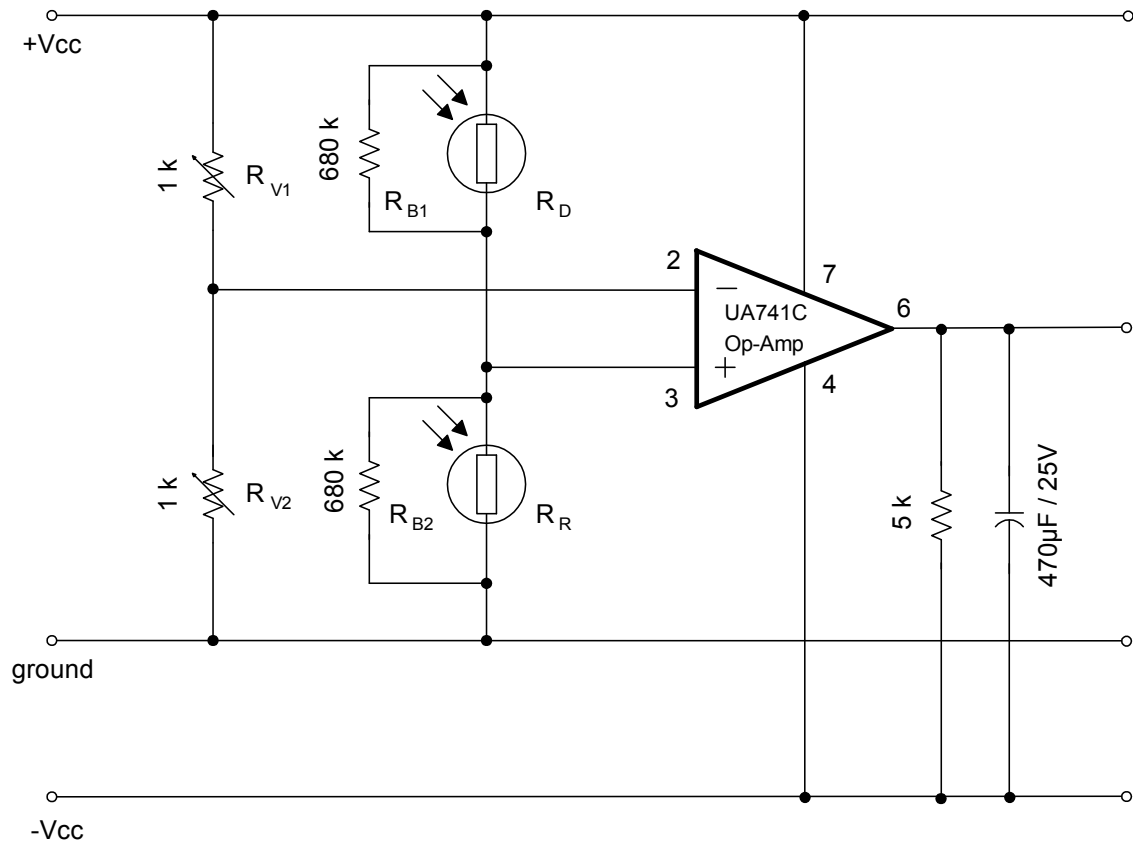 +Vcc
1 k
R V1
680 k
R B1
R D
2
7
6
UA741C
Op-Amp
3
4
1 k
R V2
680 k
R B2
R R
5 k
470µF / 25V
ground
-Vcc